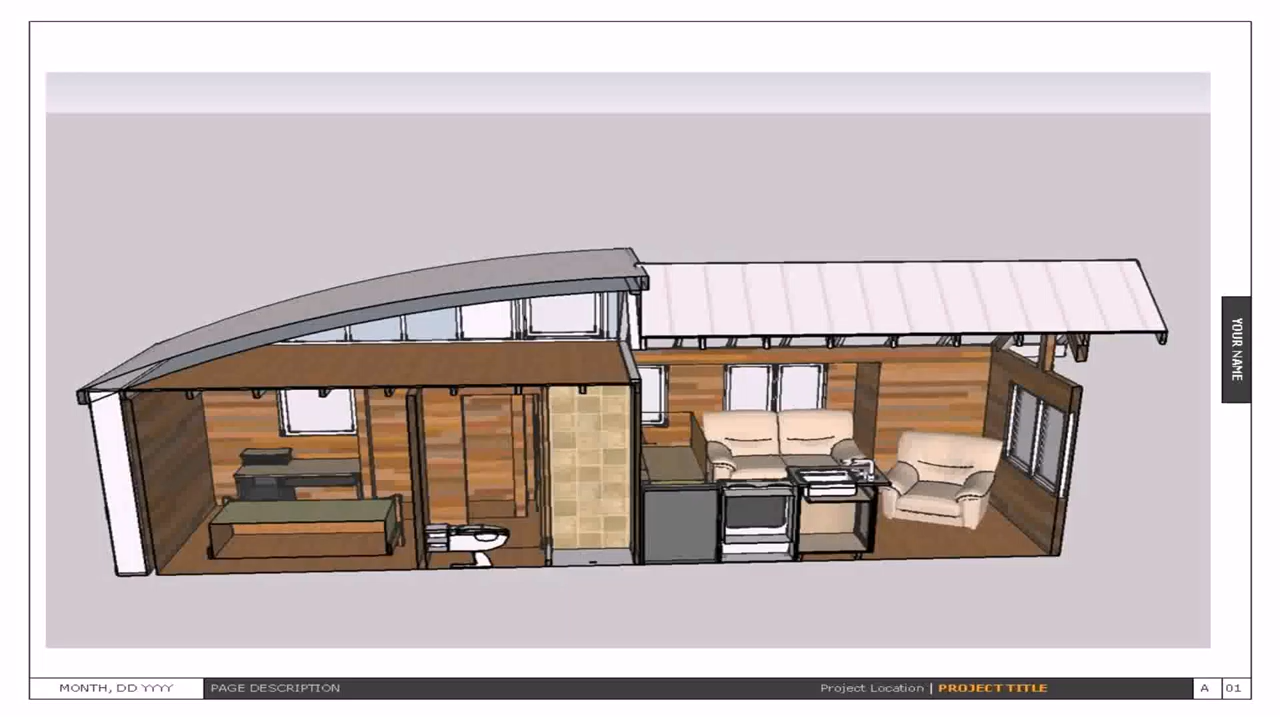 YOUR NAME
MONTH, DD YYYY
PAGE DESCRIPTION
Project Location | PROJECT TITLE
A
01